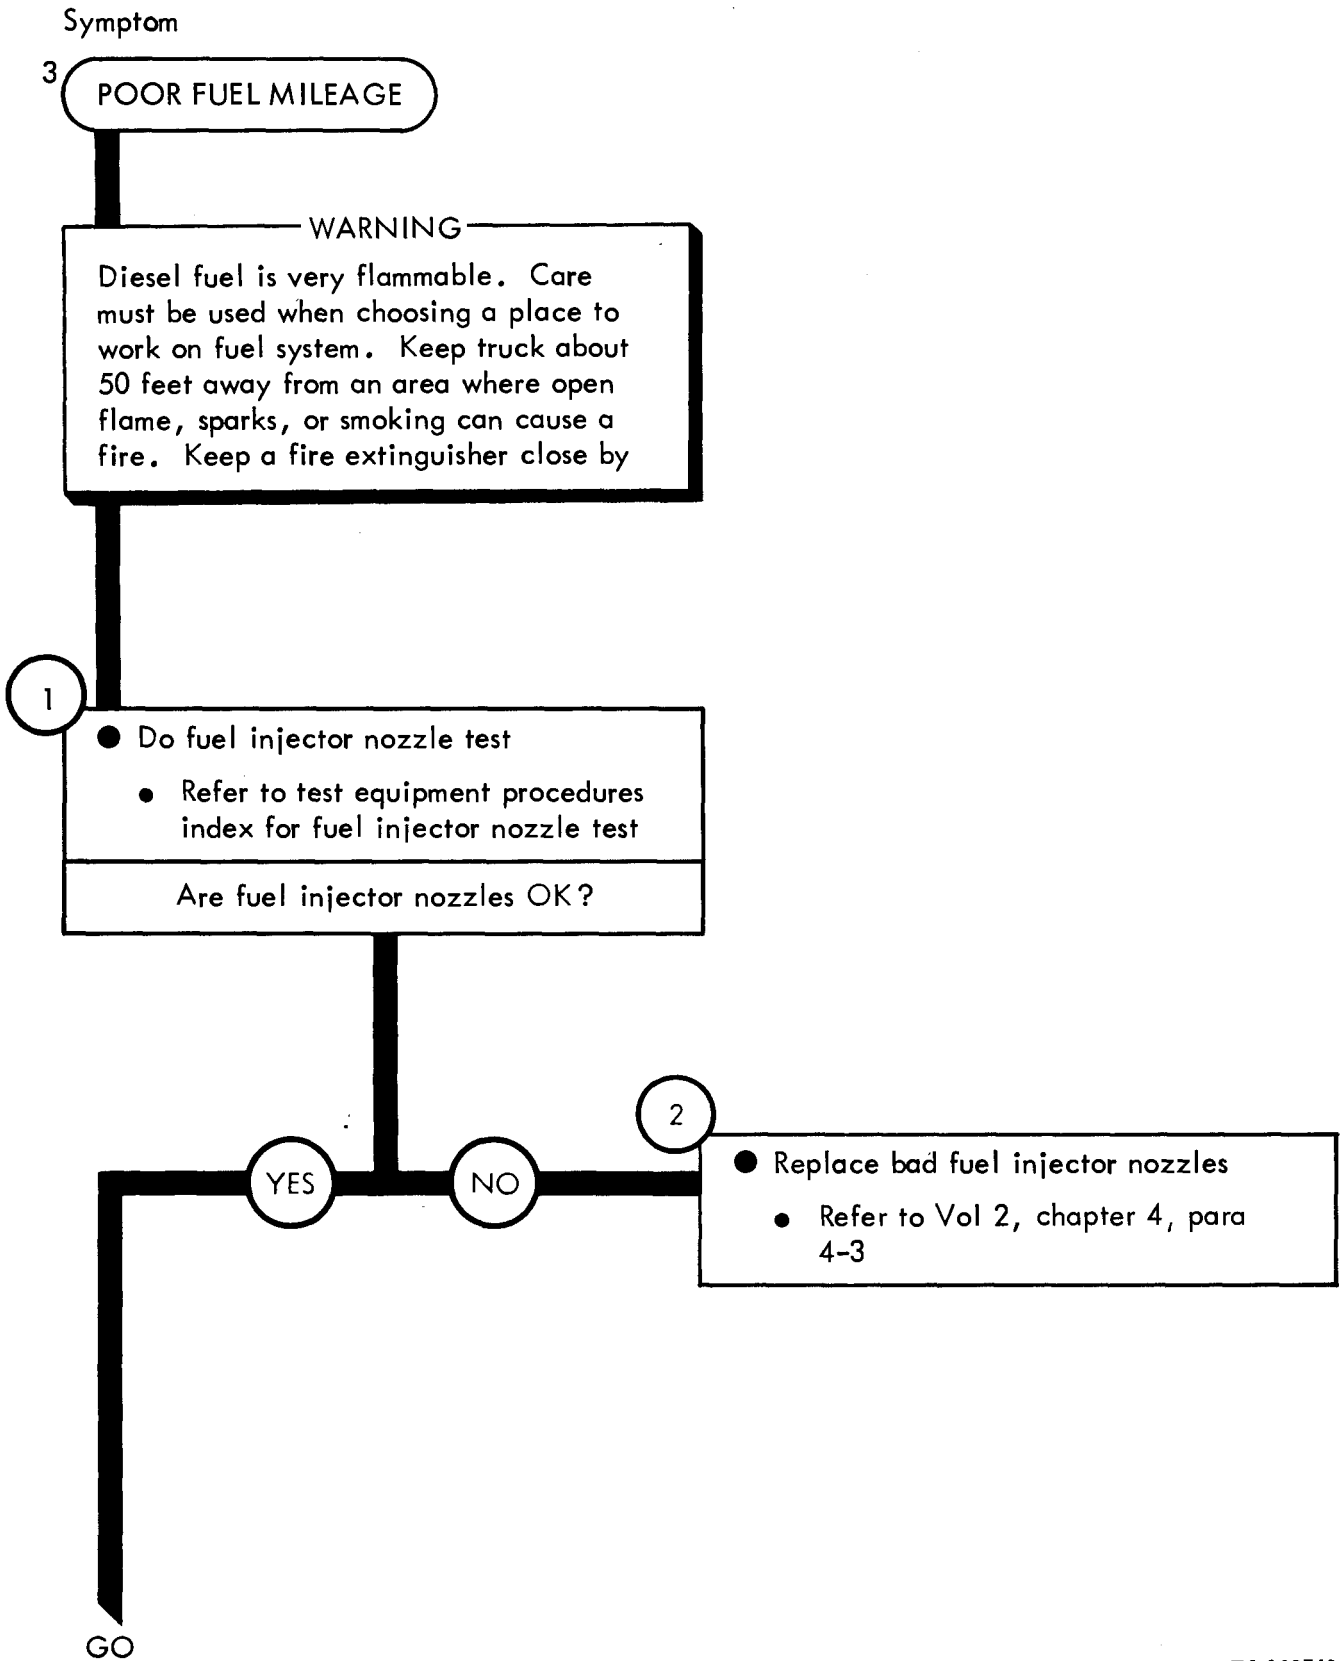 Symptom
3
POOR FUEL MILEAGE
WARNING
Diesel fuel is very flammable. Care
must be used when choosing a place to
work on fuel system. Keep truck about
50 feet away from an area where open
flame, sparks, or smoking can cause a
fire. Keep a fire extinguisher close by
1
● Do fuel injector nozzle test
● Refer to test equipment procedures
index for fuel injector nozzle test
Are fuel injector nozzles OK?
YES
NO
2
● Replace bad fuel injector nozzles
● Refer to Vol 2, chapter 4, para
4-3
GO